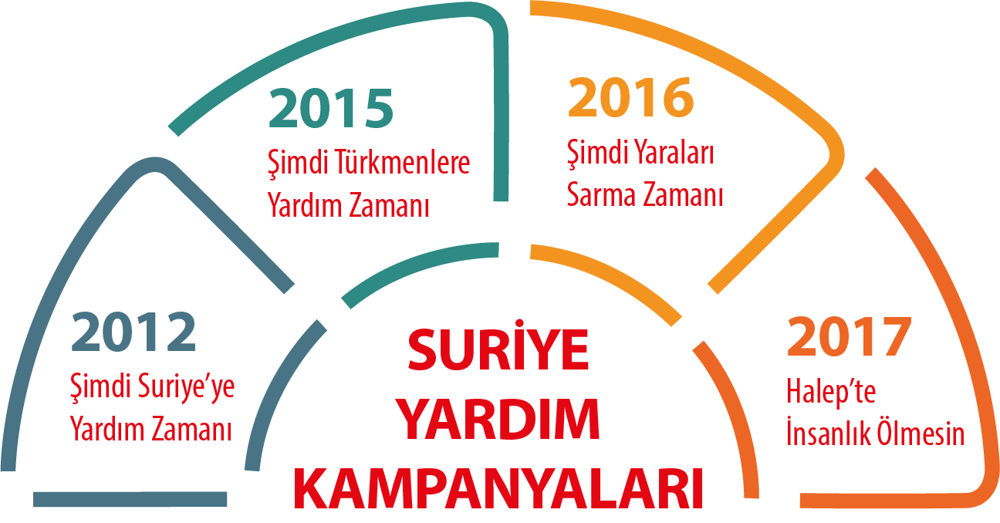 2012
Şimdi Suriye’ye
Yardım Zamanı
2015
Şimdi Türkmenlere
Yardım Zamanı
2016
Şimdi Yaraları
Sarma Zamanı
2017
Halep’te
İnsanlık Ölmesin
SURİYE
YARDIM
KAMPANYALARI